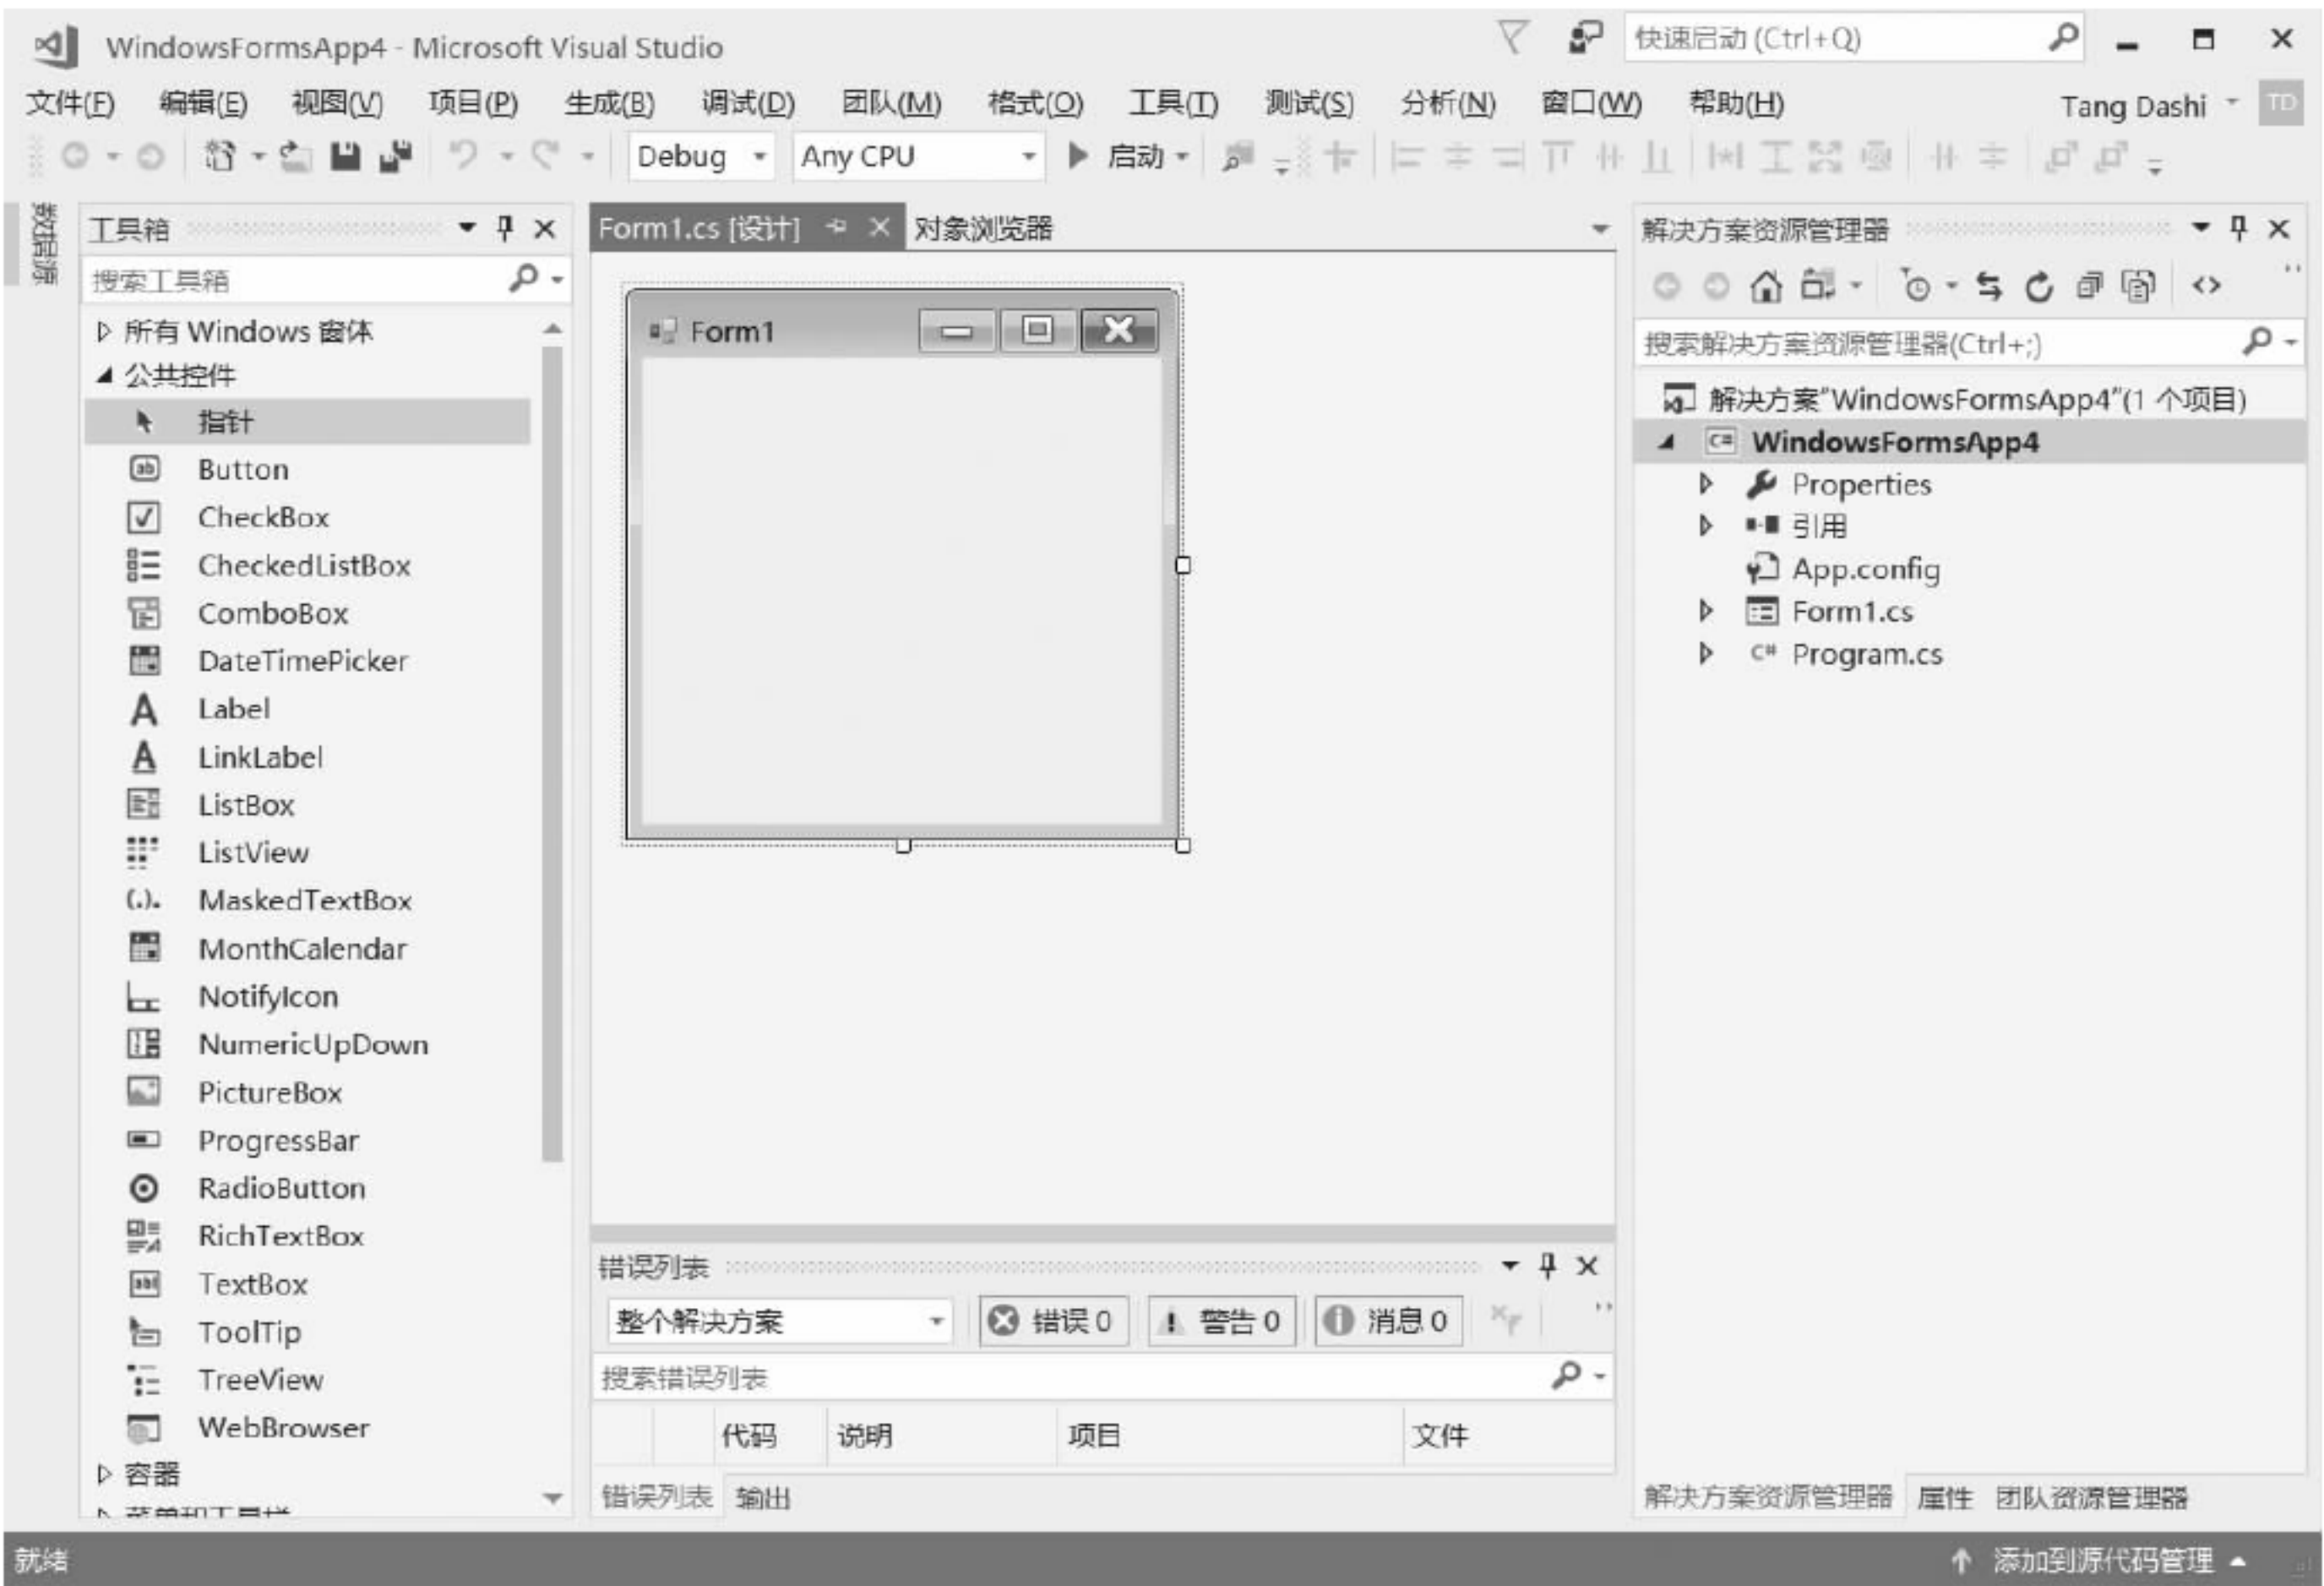 WindowsFormsApp4 - Microsoft Visual Studio
快速启动 (Ctrl+Q)
文件(F) 编辑(E) 视图(V) 项目(P) 生成(B) 调试(D) 团队(M) 格式(O) 工具(T) 测试(S) 分析(N) 窗口(W) 帮助(H) Tang Dashi TD
Debug Any CPU 启动
数据源
工具箱
搜索工具箱
所有 Windows 窗体
公共控件
指针
Button
CheckBox
CheckedListBox
ComboBox
DateTimePicker
Label
LinkLabel
ListBox
ListView
MaskedTextBox
MonthCalendar
NotifyIcon
NumericUpDown
PictureBox
ProgressBar
RadioButton
RichTextBox
TextBox
ToolTip
TreeView
WebBrowser
容器
菜单和工具栏
Form1.cs [设计] 对象浏览器
Form1
错误列表
整个解决方案 错误 0 警告 0 消息 0
搜索错误列表
代码 说明 项目 文件
错误列表 输出
解决方案资源管理器
搜索解决方案资源管理器(Ctrl+;)
解决方案"WindowsFormsApp4"(1 个项目)
C# WindowsFormsApp4
Properties
引用
App.config
Form1.cs
C# Program.cs
解决方案资源管理器 属性 团队资源管理器
就绪 添加到源代码管理